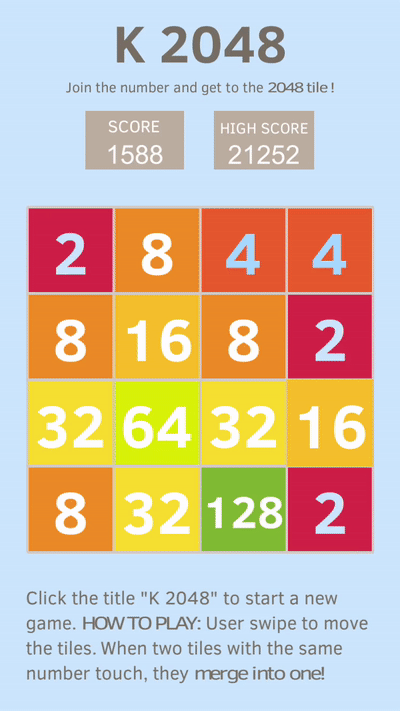 K 2048
Join the number and get to the 2048 tile !
SCORE HIGH SCORE
1588 21252
2 8 4 4
8 16 8 2
32 64 32 16
8 32 128 2
Click the title "K 2048" to start a new
game. HOW TO PLAY: User swipe to move
the tiles. When two tiles with the same
number touch, they merge into one!